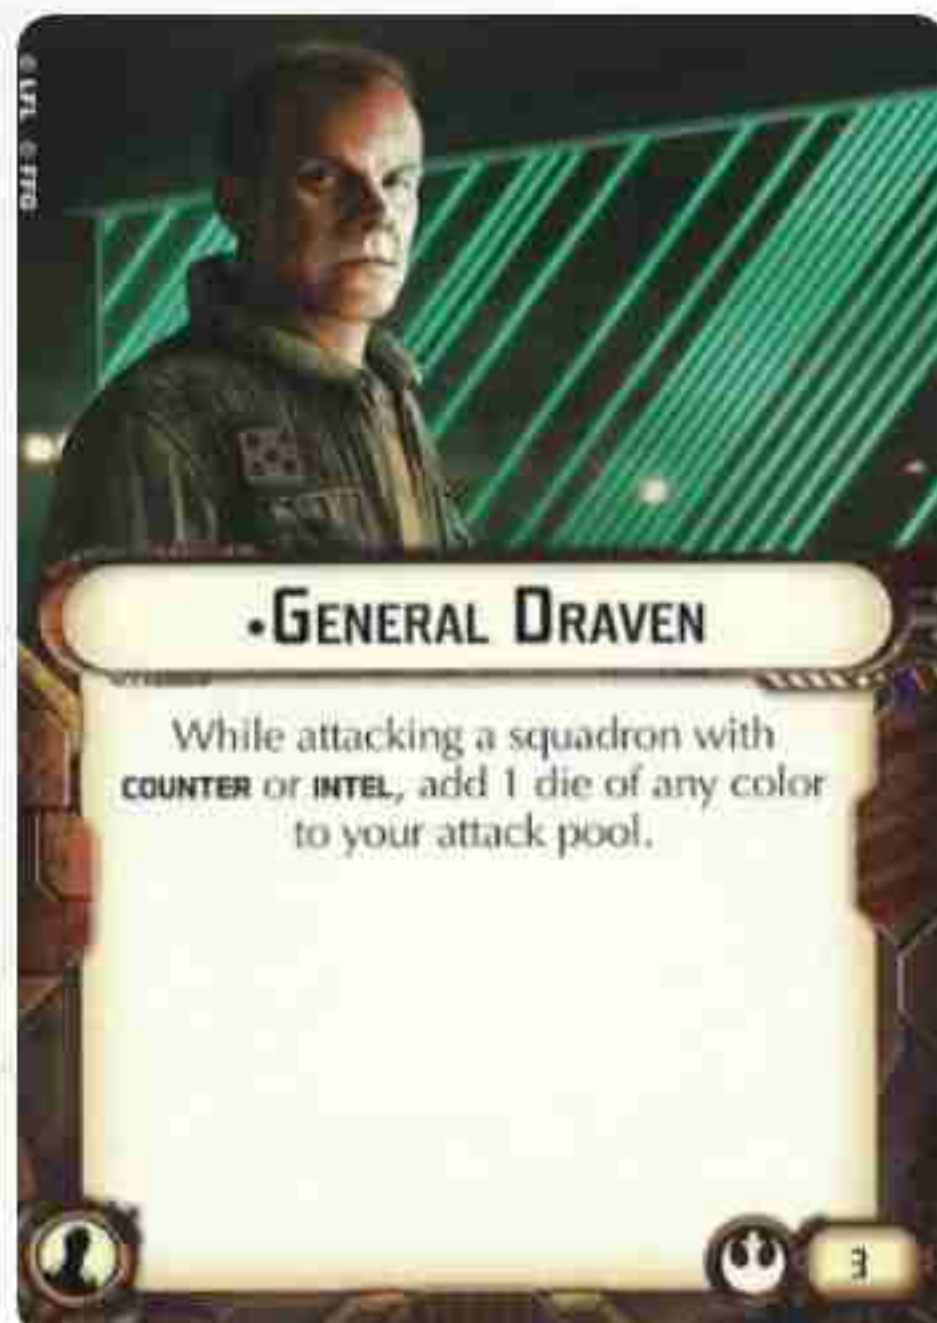 © LFL © FFG
•General Draven
While attacking a squadron with
COUNTER or INTEL, add 1 die of any color
to your attack pool.
3